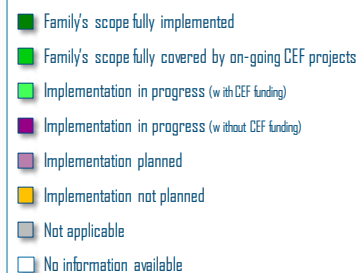 Family's scope fully implemented
Family's scope fully covered by on-going CEF projects
Implementation in progress (with CEF funding)
Implementation in progress (without CEF funding)
Implementation planned
Implementation not planned
Not applicable
No information available